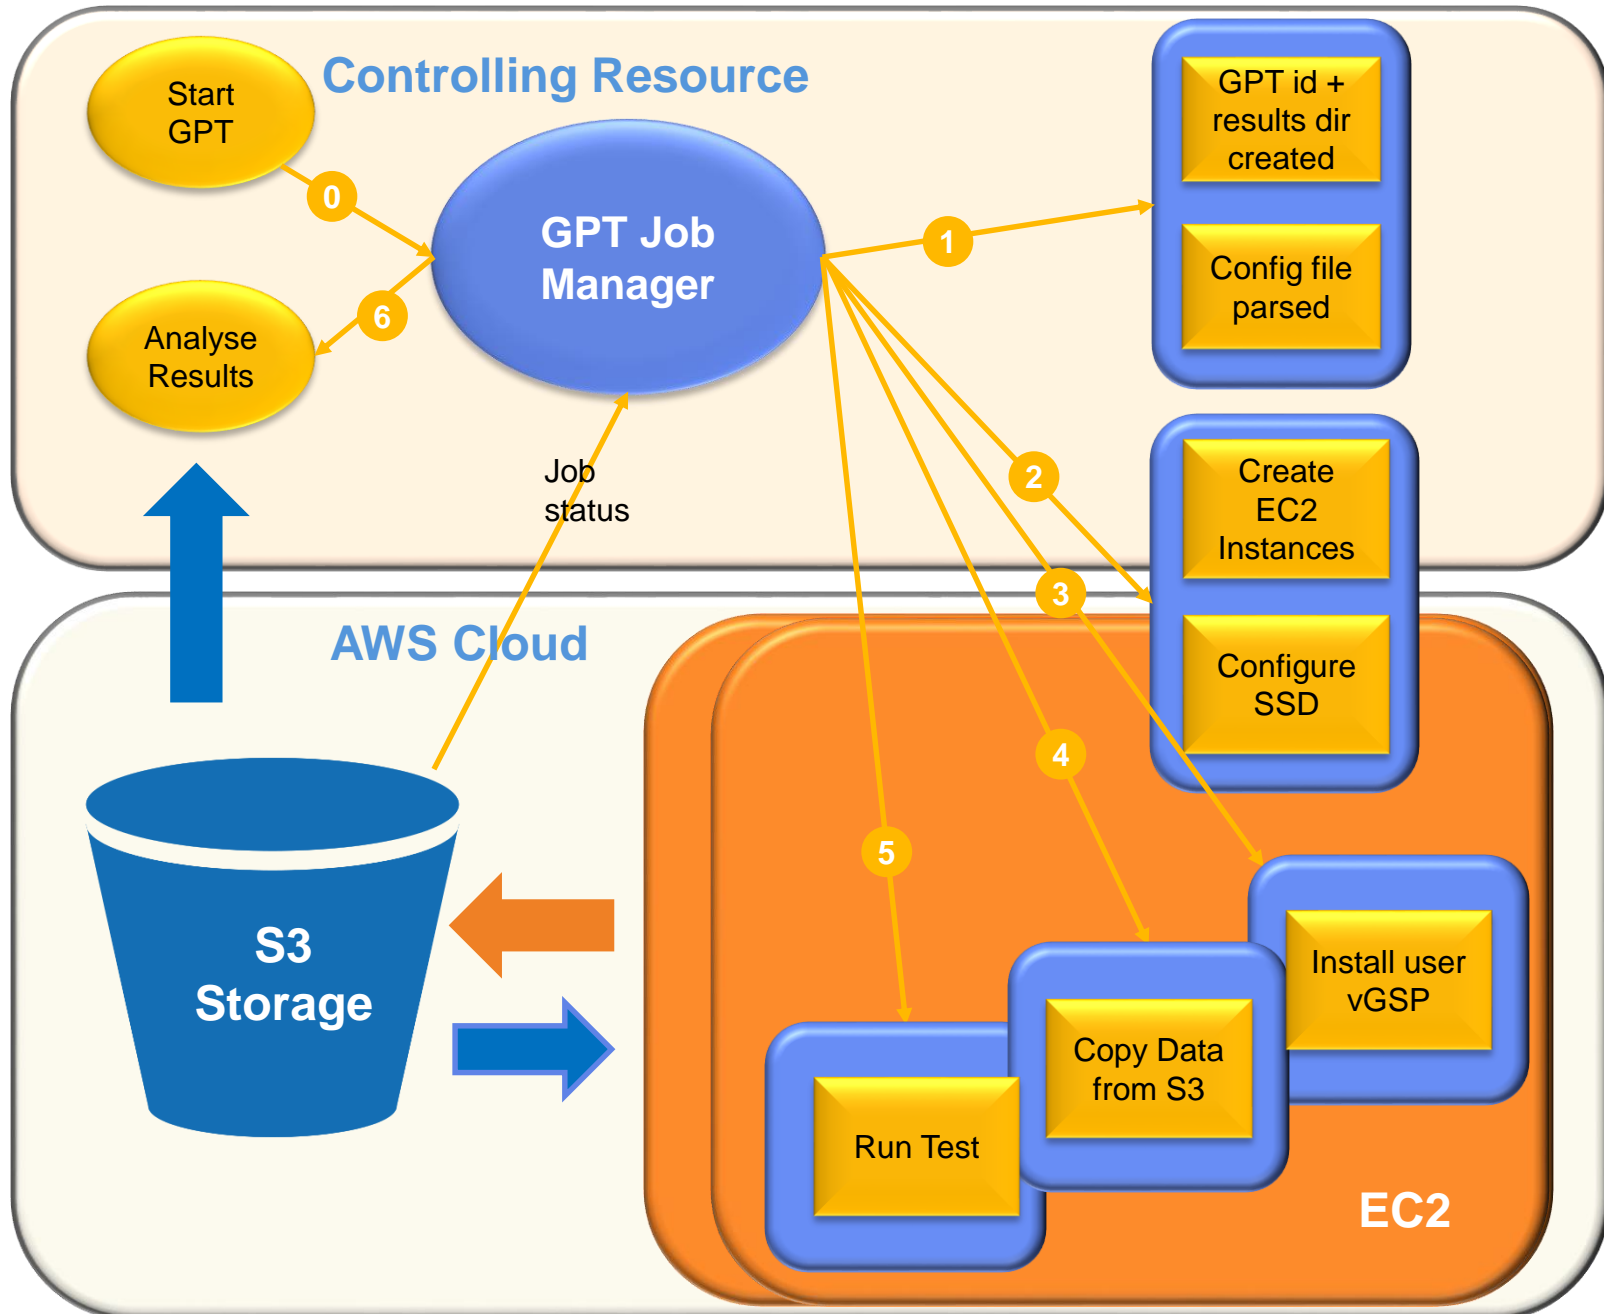 Controlling Resource
Start
GPT
0
GPT Job
Manager
6
Analyse
Results
1
GPT id +
results dir
created
Config file
parsed
Job
status
2
Create
EC2
Instances
3
Configure
SSD
AWS Cloud
4
5
S3
Storage
Install user
vGSP
Copy Data
from S3
Run Test
EC2